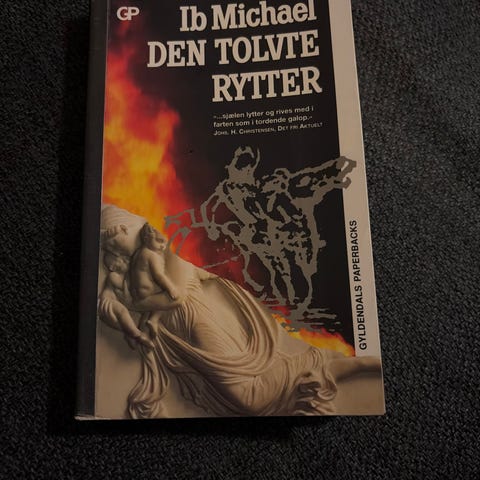 GP
Ib Michael
DEN TOLVTE
RYTTER
»...sjælen lytter og rives med i
farten som i tordende galop.«
JOHS. H. CHRISTENSEN, DET FRI AKTUELT
GYLDENDALS PAPERBACKS